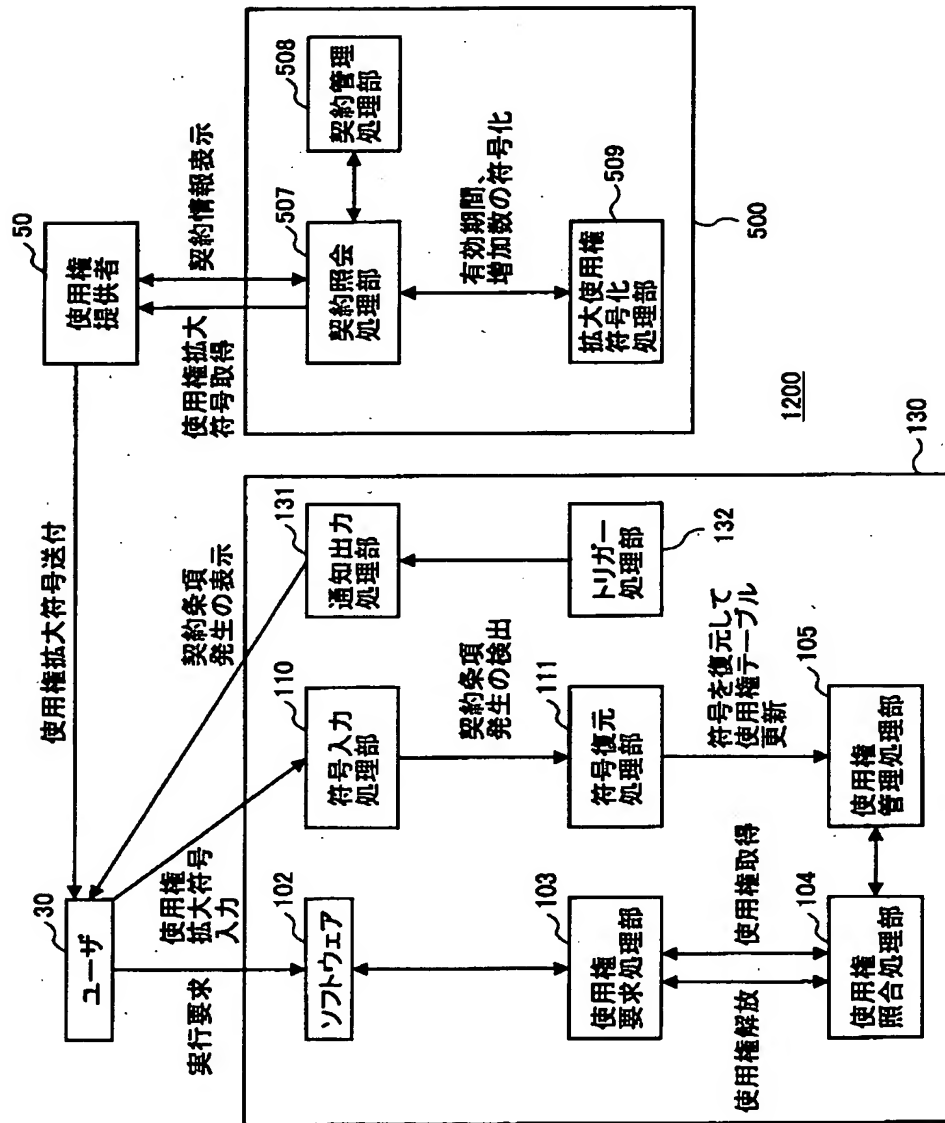 30
ユーザ
使用権拡大符号送付
50
使用権
提供者
実行要求
使用権
拡大符号
入力
契約条項
発生の表示
使用権拡大
符号取得
契約情報表示
102
ソフトウェア
110
符号入力
処理部
131
通知出力
処理部
507
契約照会
処理部
508
契約管理
処理部
契約条項
発生の検出
有効期間、
増加数の符号化
103
使用権
要求処理部
111
符号復元
処理部
トリガー
処理部
132
509
拡大使用権
符号化
処理部
500
使用権解放
使用権取得
符号を復元して
使用権テーブル
更新
1200
104
使用権
照合処理部
105
使用権
管理処理部
130